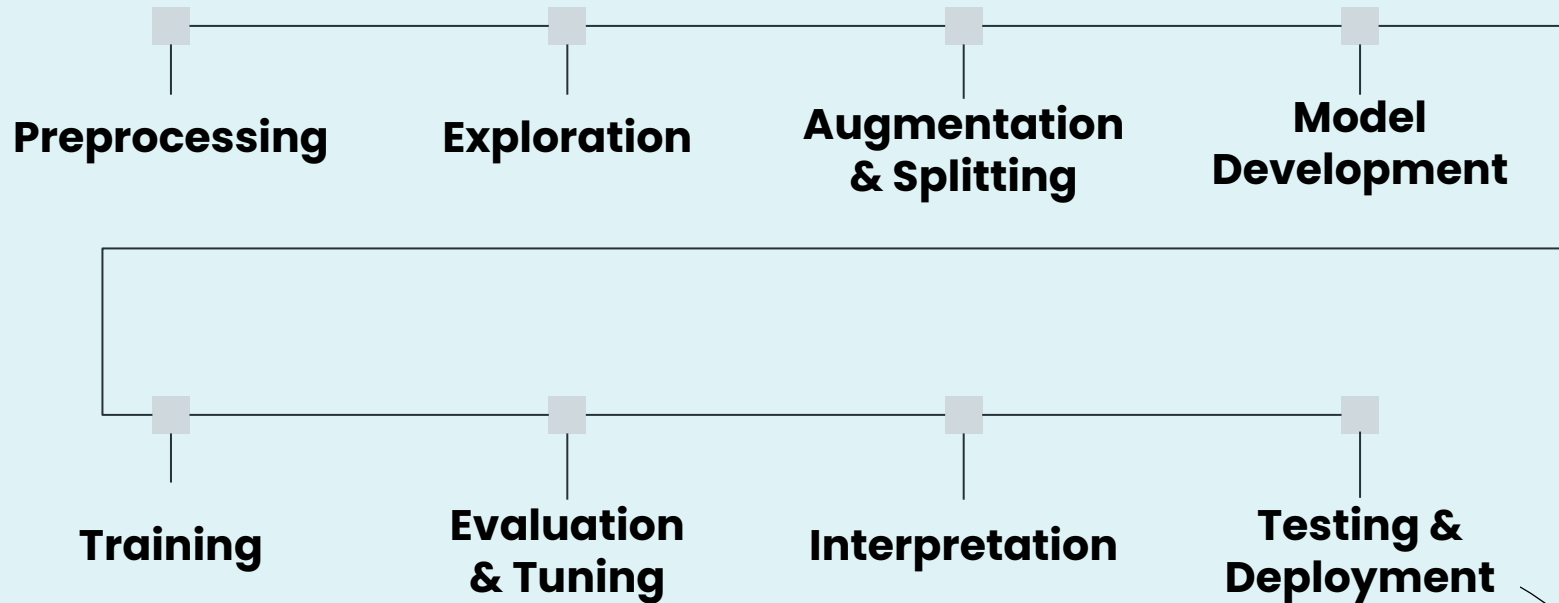 Preprocessing
Exploration
Augmentation
& Splitting
Model
Development
Training
Evaluation
& Tuning
Interpretation
Testing &
Deployment